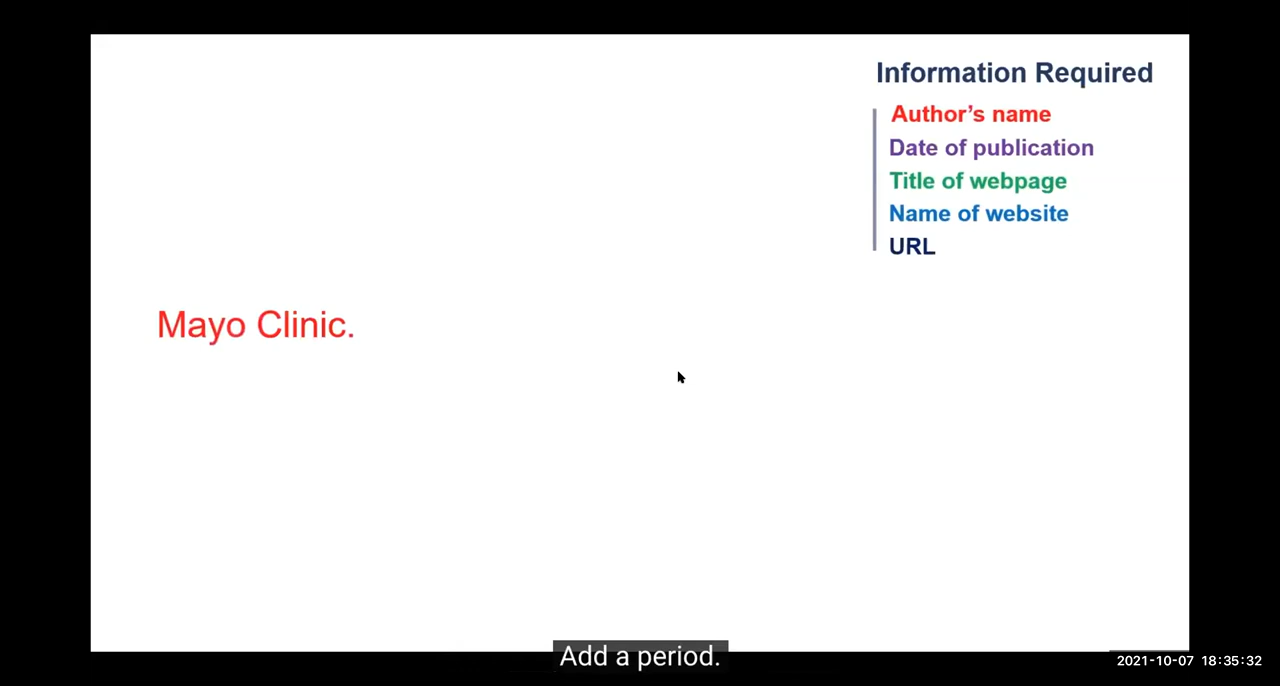 Information Required
Author’s name
Date of publication
Title of webpage
Name of website
URL
Mayo Clinic.
Add a period.
2021-10-07 18:35:32